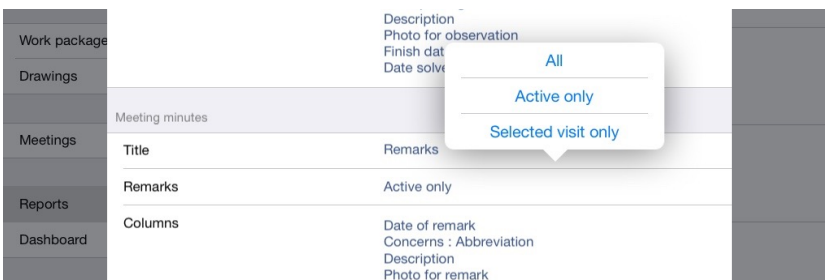 Description
Photo for observation
Work package
Finish dat
All
Date solve
Drawings
Active only
Meeting minutes
Selected visit only
Meetings
Title
Remarks
Remarks
Active only
Reports
Columns
Date of remark
Dashboard
Concerns : Abbreviation
Description
Photo for remark